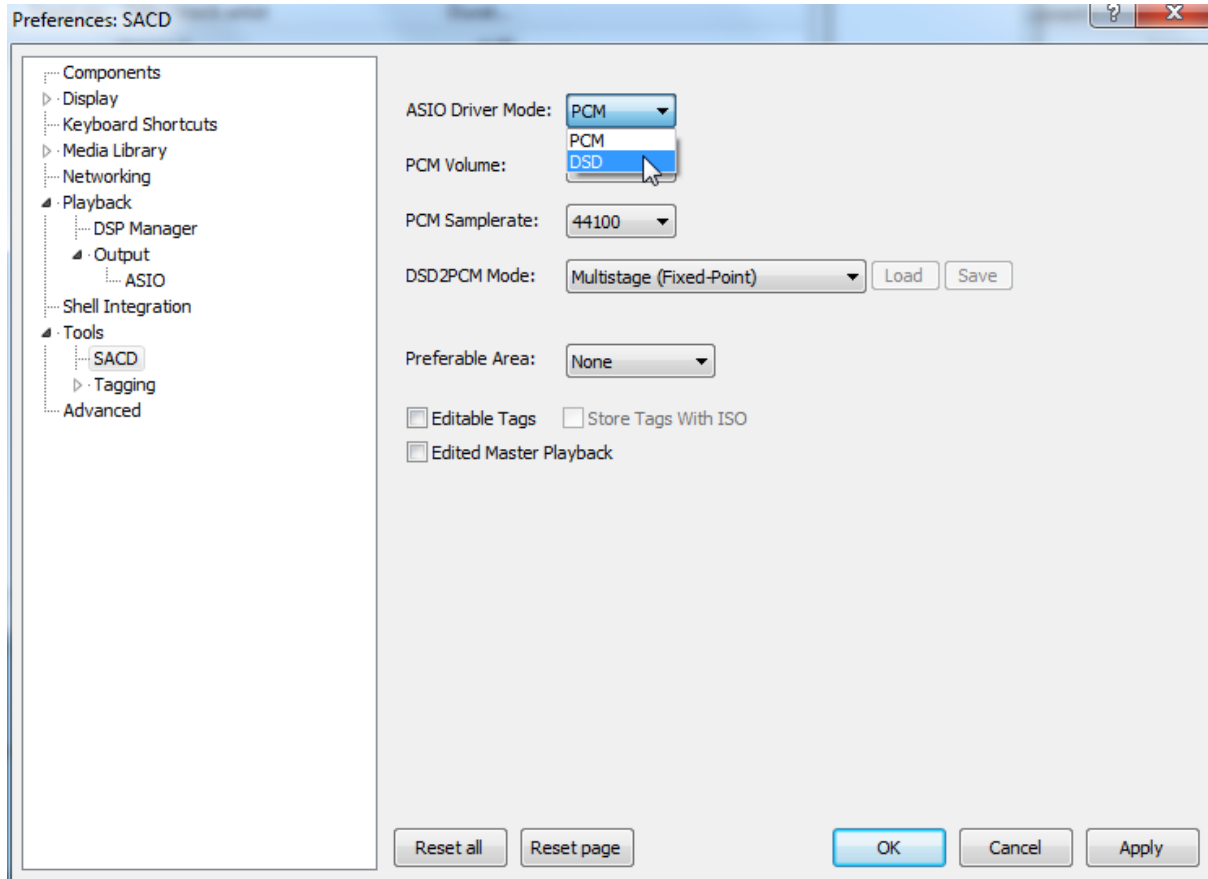 Preferences: SACD
?
X
Components
Display
Keyboard Shortcuts
Media Library
Networking
Playback
DSP Manager
Output
ASIO
Shell Integration
Tools
SACD
Tagging
Advanced
ASIO Driver Mode: PCM
PCM
DSD
PCM Volume:
PCM Samplerate: 44100
DSD2PCM Mode: Multistage (Fixed-Point) Load Save
Preferable Area: None
Editable Tags Store Tags With ISO
Edited Master Playback
Reset all Reset page OK Cancel Apply